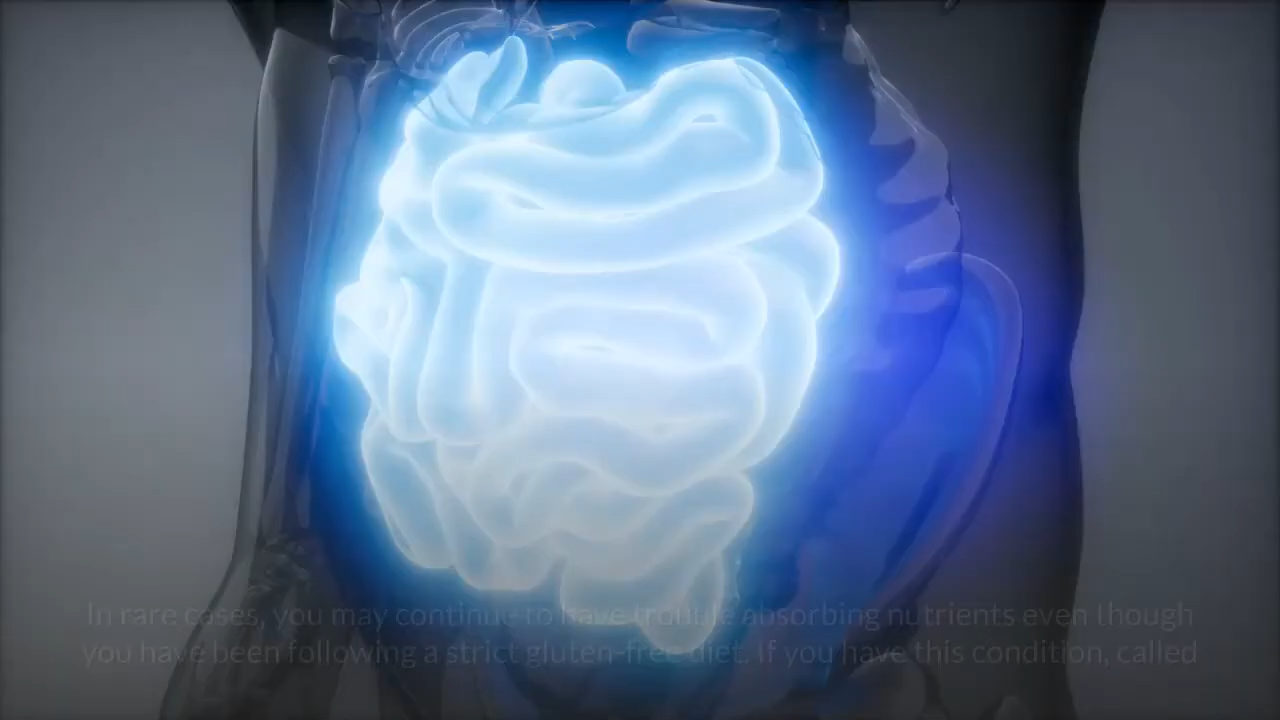 In rare cases, you may continue to have trouble absorbing nutrients even though
you have been following a strict gluten-free diet. If you have this condition, called